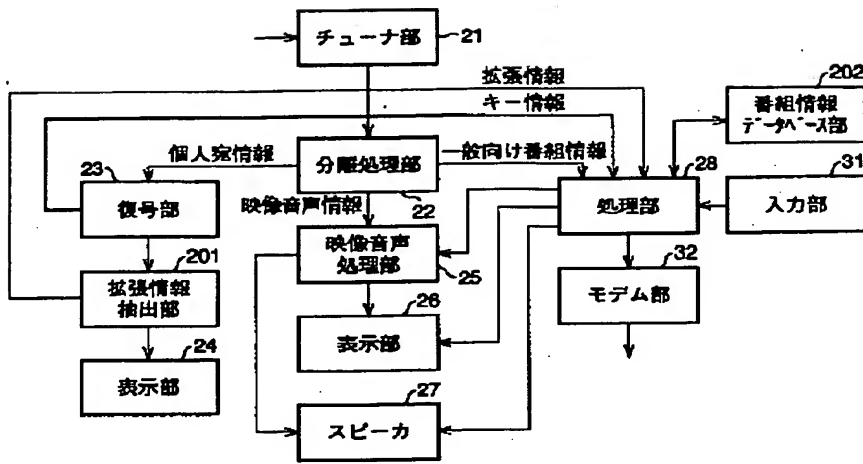 チューナ部
21
拡張情報
202
キー情報
番組情報
データベース部
個人宛情報
分離処理部
一般向け番組情報
23
28
31
復号部
映像音声情報
22
処理部
入力部
201
映像音声
処理部
25
32
拡張情報
抽出部
モデム部
26
24
表示部
表示部
27
スピーカ